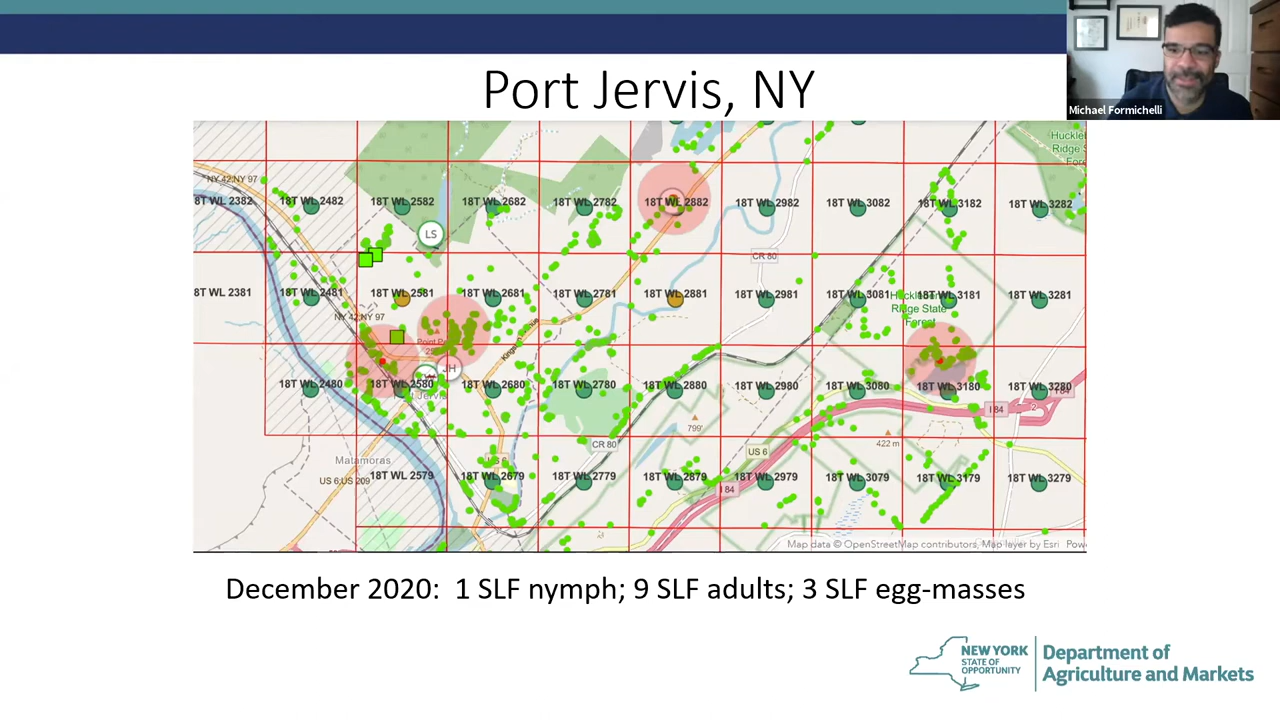 Michael Formichelli
Port Jervis, NY
NY 42;NY 97
8T WL 2382
18T WL 2482
18T WL 2582
18T WL 2682
18T WL 2782
18T WL 2882
18T WL 2982
18T WL 3082
18T WL 3182
18T WL 3282
LS
CR 80
8T WL 2381
18T WL 2481
18T WL 2581
18T WL 2681
18T WL 2781
18T WL 2881
18T WL 2981
18T WL 3081
18T WL 3181
18T WL 3281
Ridge State
Forest
NY 42;NY 97
JH
18T WL 2480
18T WL 2580
18T WL 2680
18T WL 2780
18T WL 2880
18T WL 2980
18T WL 3080
18T WL 3180
18T WL 3280
I 84
I 84
2
799'
422 m
CR 80
US 6
Matamoras
US 6;US 209
18T WL 2579
18T WL 2679
18T WL 2779
18T WL 2879
18T WL 2979
18T WL 3079
18T WL 3179
18T WL 3279
I 84
Map data © OpenStreetMap contributors, Map layer by Esri
December 2020: 1 SLF nymph; 9 SLF adults; 3 SLF egg-masses
NEW YORK
STATE OF
OPPORTUNITY
Department of
Agriculture and Markets